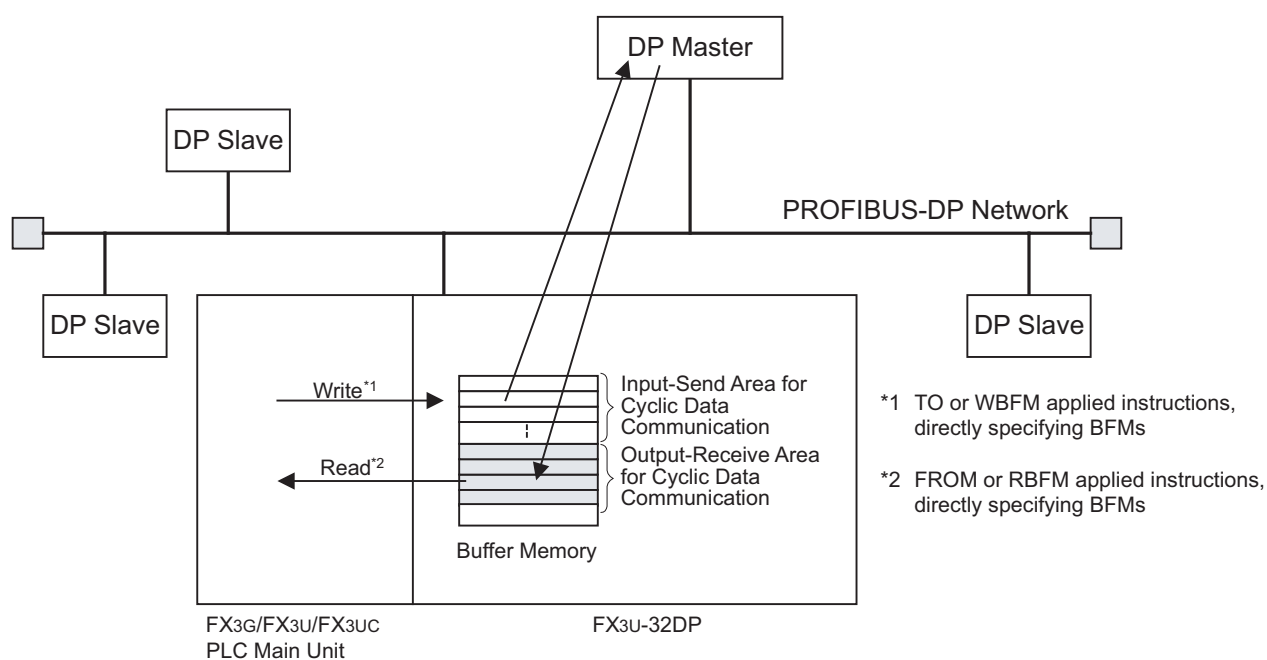 DP Master
DP Slave
PROFIBUS-DP Network
DP Slave
DP Slave
Write*1
Input-Send Area for
Cyclic Data
Communication
Read*2
Output-Receive Area
for Cyclic Data
Communication
Buffer Memory
*1 TO or WBFM applied instructions,
directly specifying BFMs
*2 FROM or RBFM applied instructions,
directly specifying BFMs
FX3G/FX3U/FX3UC
PLC Main Unit
FX3U-32DP